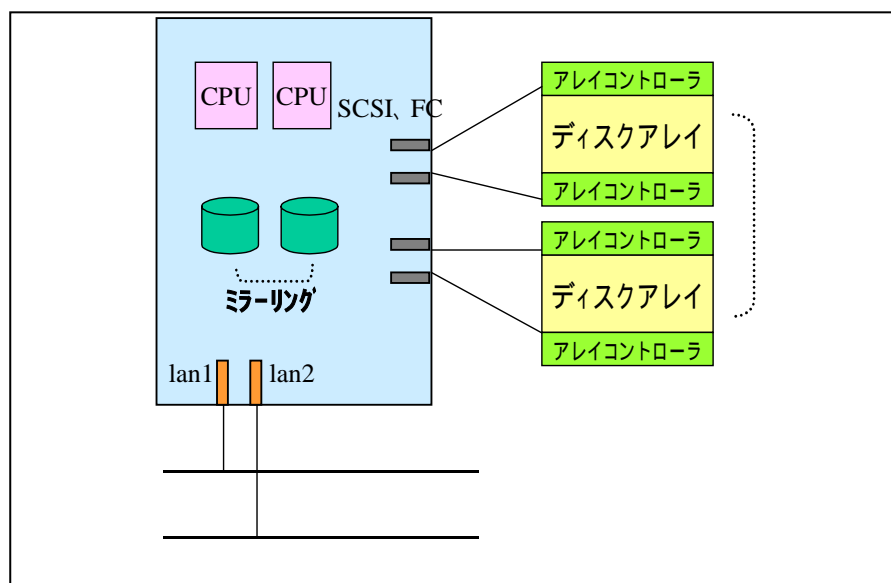 CPU
CPU
SCSI、FC
アレイコントローラ
ディスクアレイ
アレイコントローラ
アレイコントローラ
ディスクアレイ
アレイコントローラ
ミラーリング
lan1
lan2